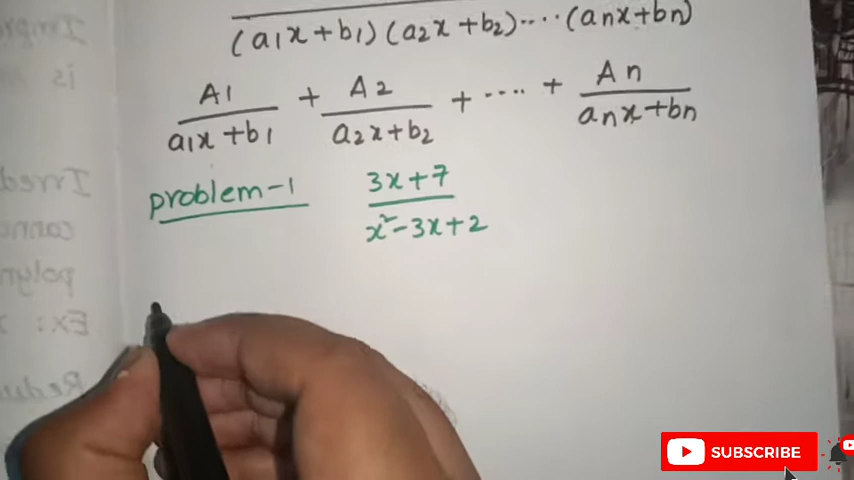 (a1x+b1) (a2x+b2).... (anx+bn)
A1/a1x+b1 + A2/a2x+b2 + .... + An/anx+bn
problem-1 3x+7/x²-3x+2
SUBSCRIBE